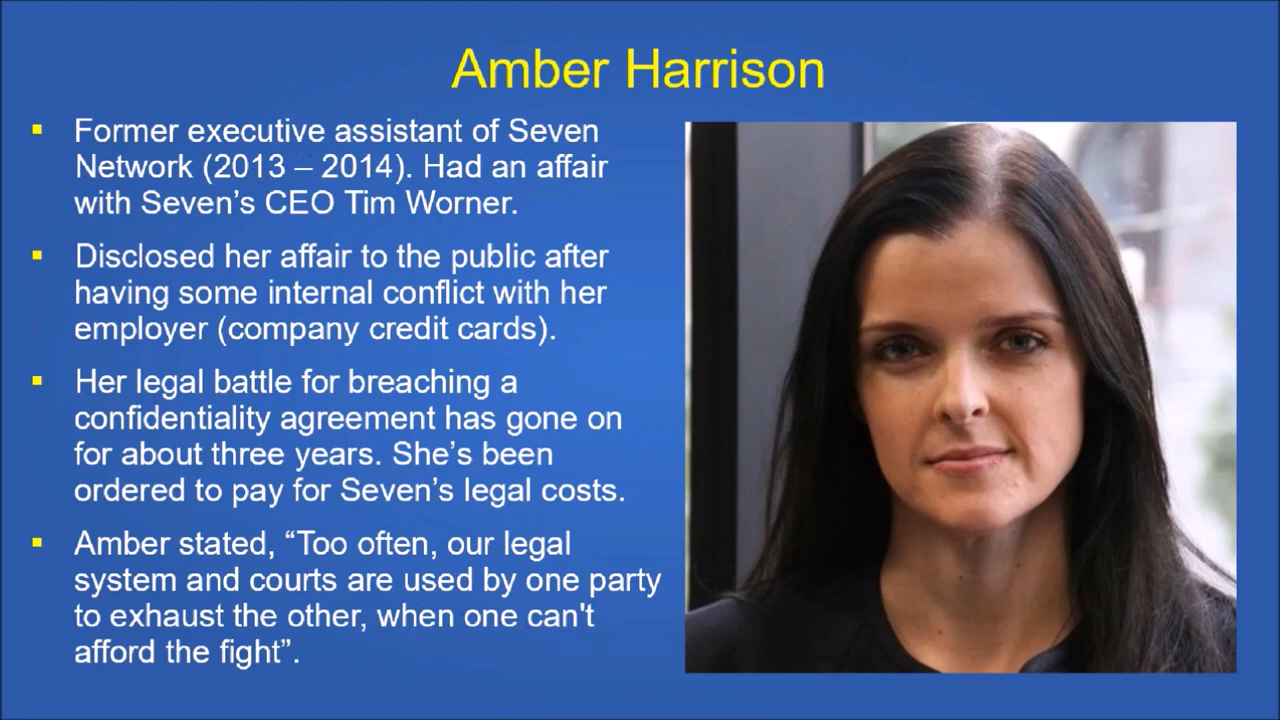 Amber Harrison
Former executive assistant of Seven
Network (2013 – 2014). Had an affair
with Seven’s CEO Tim Worner.
Disclosed her affair to the public after
having some internal conflict with her
employer (company credit cards).
Her legal battle for breaching a
confidentiality agreement has gone on
for about three years. She’s been
ordered to pay for Seven’s legal costs.
Amber stated, “Too often, our legal
system and courts are used by one party
to exhaust the other, when one can't
afford the fight”.